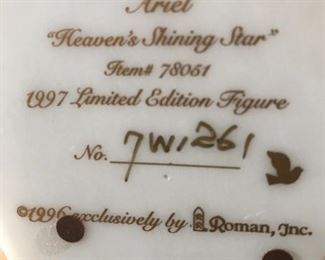 Ariel
"Heaven's Shining Star"
Item# 78051
1997 Limited Edition Figure
No. 7W1261
©1996 exclusively by Roman, Inc.